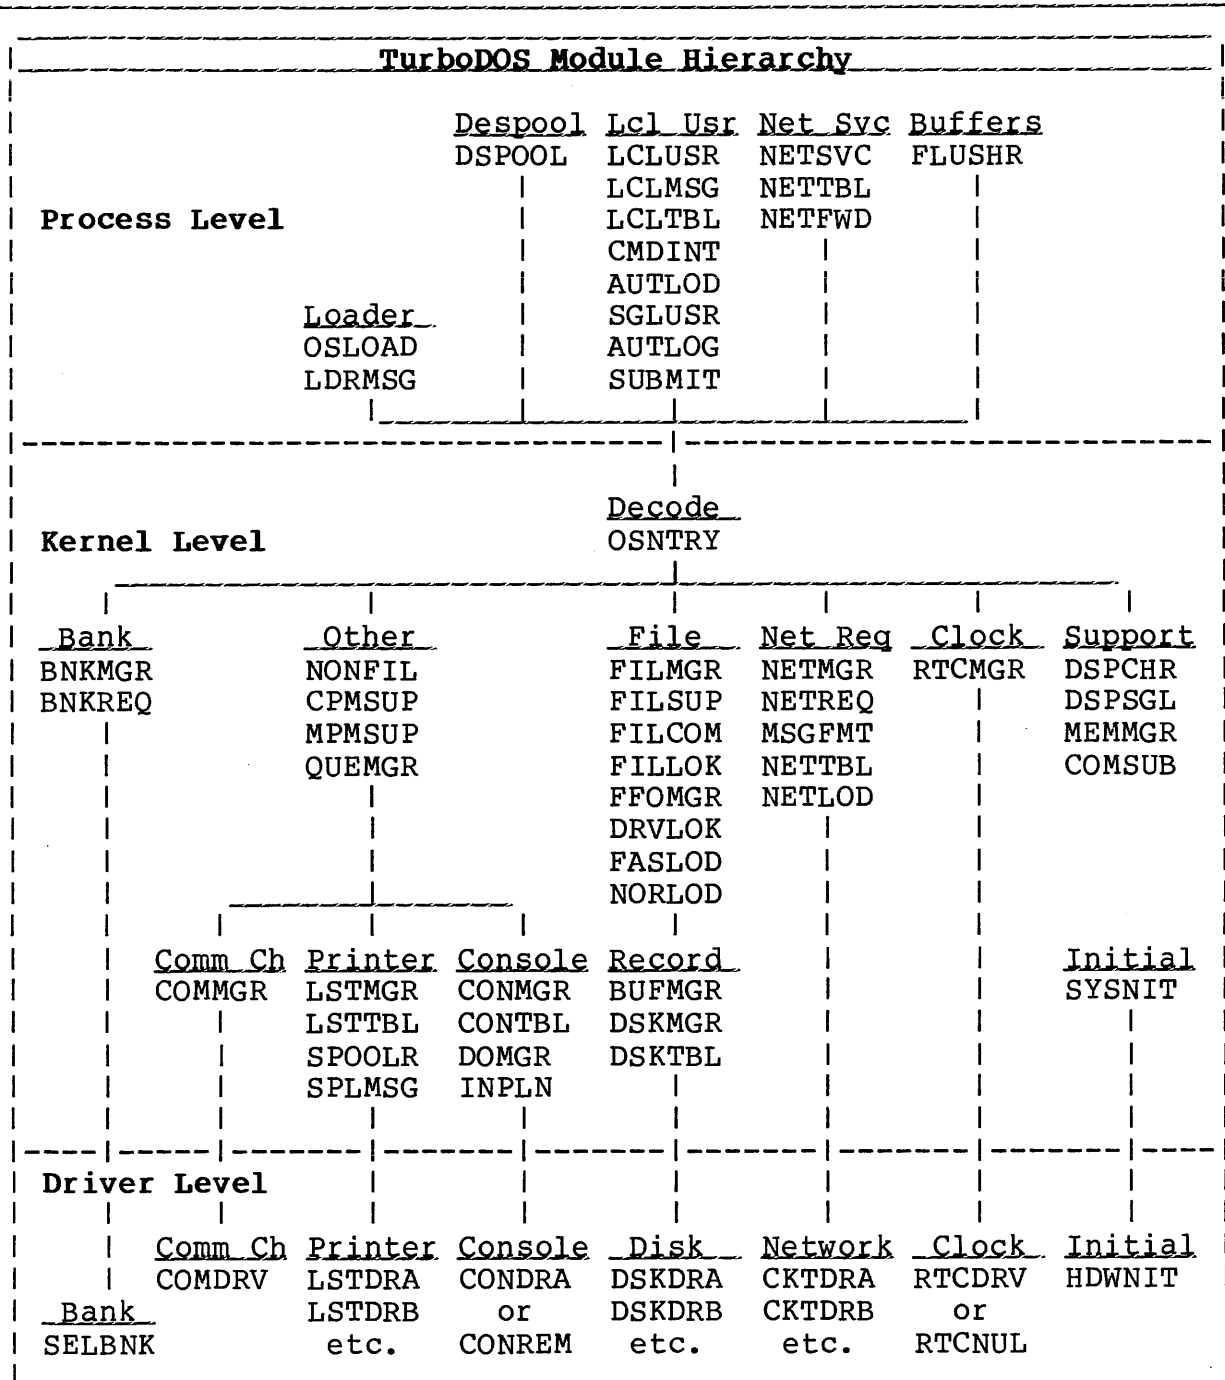 TurboDOS Module Hierarchy
Despool Lcl Usr Net Svc Buffers
DSPOOL LCLUSR NETSVC FLUSHR
LCLMSG NETTBL
Process Level LCLTBL NETFWD
CMDINT
AUTLOD
Loader SGLUSR
OSLOAD AUTLOG
LDRMSG SUBMIT
Decode
Kernel Level OSNTRY
Bank Other File Net Req Clock Support
BNKMGR NONFIL FILMGR NETMGR RTCMGR DSPCHR
BNKREQ CPMSUP FILSUP NETREQ DSPSGL
MPMSUP FILCOM MSGFMT MEMMGR
QUEMGR FILLOK NETTBL COMSUB
FFOMGR NETLOD
DRVLOK
FASLOD
NORLOD
Comm Ch Printer Console Record Initial
COMMGR LSTMGR CONMGR BUFMGR SYSNIT
LSTTBL CONTBL DSKMGR
SPOOLR DOMGR DSKTBL
SPLMSG INPLN
Driver Level
Comm Ch Printer Console Disk Network Clock Initial
COMDRV LSTDRA CONDRA DSKDRA CKTDRA RTCDRV HDWNIT
Bank LSTDRB or DSKDRB CKTDRB or
SELBNK etc. CONREM etc. etc. RTCNUL